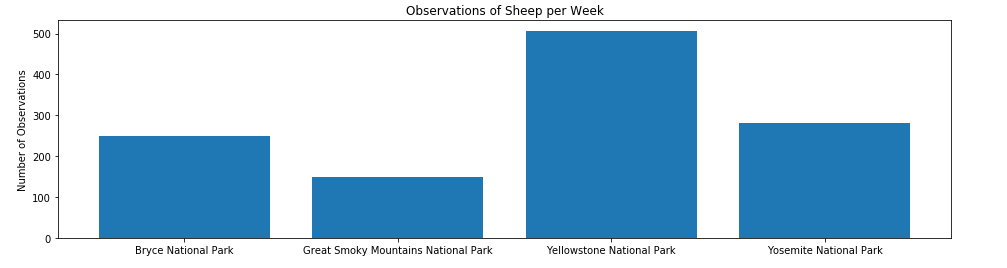 Observations of Sheep per Week
Number of Observations
500
400
300
200
100
0
Bryce National Park
Great Smoky Mountains National Park
Yellowstone National Park
Yosemite National Park